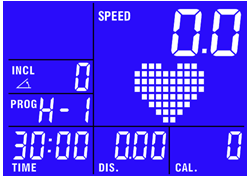 SPEED 0.0
INCL 0
PROG H-1
30:00 0.00 0
TIME DIS. CAL.